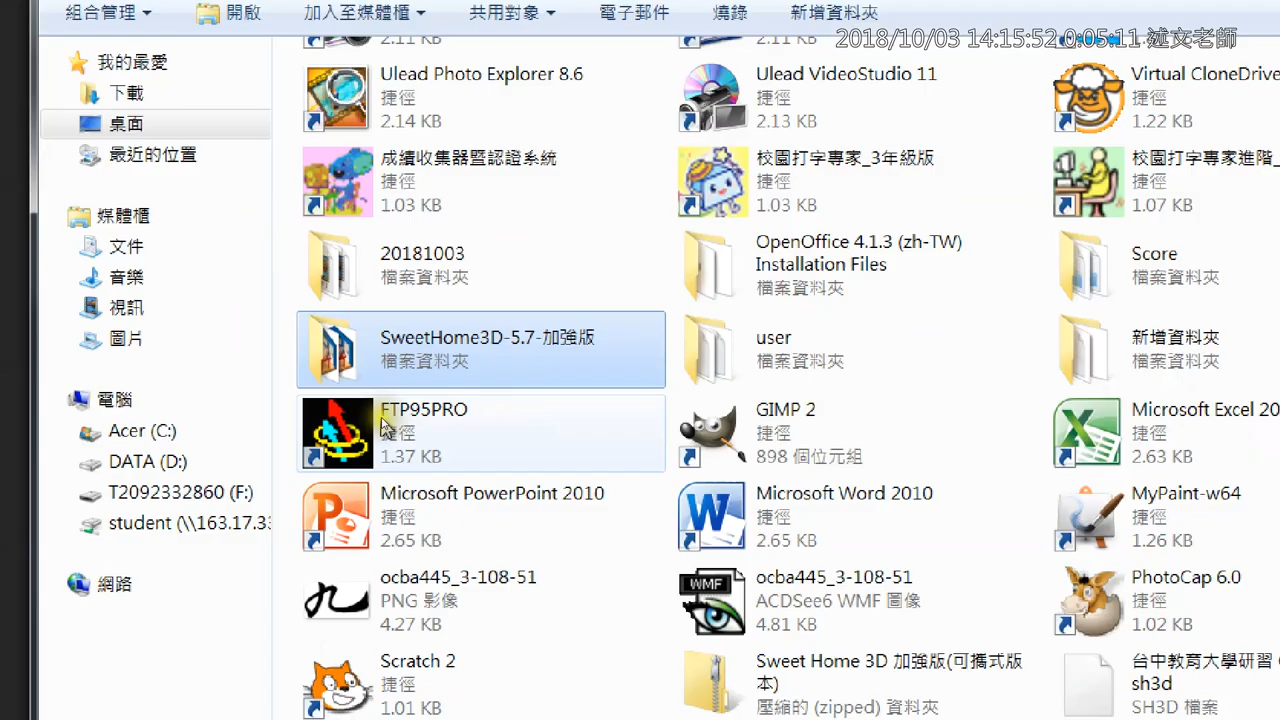 組合管理
開啟
加入至媒體櫃
共用對象
電子郵件
燒錄
新增資料夾
2018/10/03 14:15:52 0:05:11 述文老師
我的最愛
下載
桌面
最近的位置
媒體櫃
文件
音樂
視訊
圖片
電腦
Acer (C:)
DATA (D:)
T2092332860 (F:)
student (\\163.17.33
網路
2.11 KB
2.11 KB
Ulead Photo Explorer 8.6
捷徑
2.14 KB
Ulead VideoStudio 11
捷徑
2.13 KB
Virtual CloneDrive
捷徑
1.22 KB
成績收集器暨認證系統
捷徑
1.03 KB
校園打字專家_3年級版
捷徑
1.03 KB
校園打字專家進階_
捷徑
1.07 KB
20181003
檔案資料夾
OpenOffice 4.1.3 (zh-TW)
Installation Files
檔案資料夾
Score
檔案資料夾
SweetHome3D-5.7-加強版
檔案資料夾
user
檔案資料夾
新增資料夾
檔案資料夾
FTP95PRO
捷徑
1.37 KB
GIMP 2
捷徑
898 個位元組
Microsoft Excel 20
捷徑
2.63 KB
Microsoft PowerPoint 2010
捷徑
2.65 KB
Microsoft Word 2010
捷徑
2.65 KB
MyPaint-w64
捷徑
1.26 KB
ocba445_3-108-51
PNG 影像
4.27 KB
WMF
ocba445_3-108-51
ACDSee6 WMF 圖像
4.81 KB
PhotoCap 6.0
捷徑
1.02 KB
Scratch 2
捷徑
1.01 KB
Sweet Home 3D 加強版(可攜式版
本)
壓縮的 (zipped) 資料夾
台中教育大學研習
sh3d
SH3D 檔案